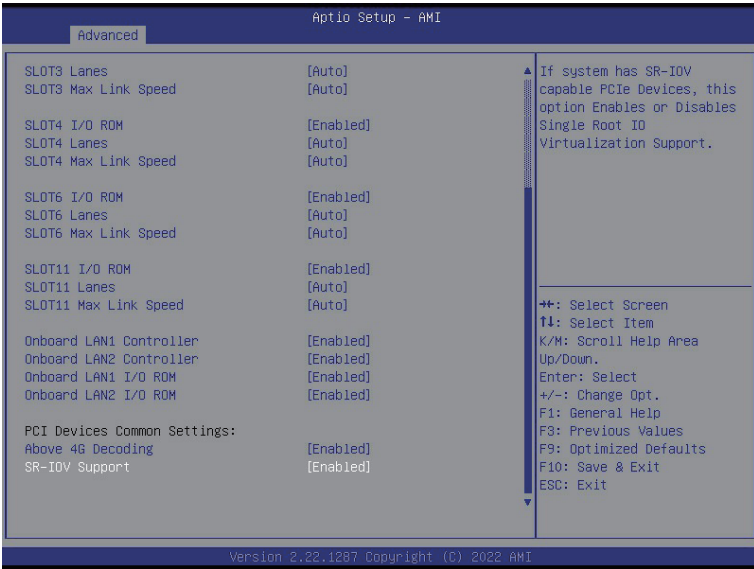 Aptio Setup – AMI
Advanced
SLOT3 Lanes [Auto]
SLOT3 Max Link Speed [Auto]
SLOT4 I/O ROM [Enabled]
SLOT4 Lanes [Auto]
SLOT4 Max Link Speed [Auto]
SLOT6 I/O ROM [Enabled]
SLOT6 Lanes [Auto]
SLOT6 Max Link Speed [Auto]
SLOT11 I/O ROM [Enabled]
SLOT11 Lanes [Auto]
SLOT11 Max Link Speed [Auto]
Onboard LAN1 Controller [Enabled]
Onboard LAN2 Controller [Enabled]
Onboard LAN1 I/O ROM [Enabled]
Onboard LAN2 I/O ROM [Enabled]
PCI Devices Common Settings:
Above 4G Decoding [Enabled]
SR-IOV Support [Enabled]
If system has SR-IOV
capable PCIe Devices, this
option Enables or Disables
Single Root IO
Virtualization Support.
→←: Select Screen
↑↓: Select Item
K/M: Scroll Help Area
Up/Down.
Enter: Select
+/-: Change Opt.
F1: General Help
F3: Previous Values
F9: Optimized Defaults
F10: Save & Exit
ESC: Exit
Version 2.22.1287 Copyright (C) 2022 AMI